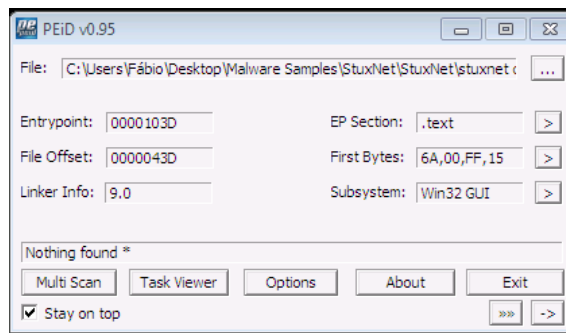 PEiD v0.95
File: C:\Users\Fábio\Desktop\Malware Samples\StuxNet\StuxNet\stuxnet ...
Entrypoint: 0000103D EP Section: .text >
File Offset: 0000043D First Bytes: 6A,00,FF,15 >
Linker Info: 9.0 Subsystem: Win32 GUI >
Nothing found *
Multi Scan Task Viewer Options About Exit
Stay on top »» ->